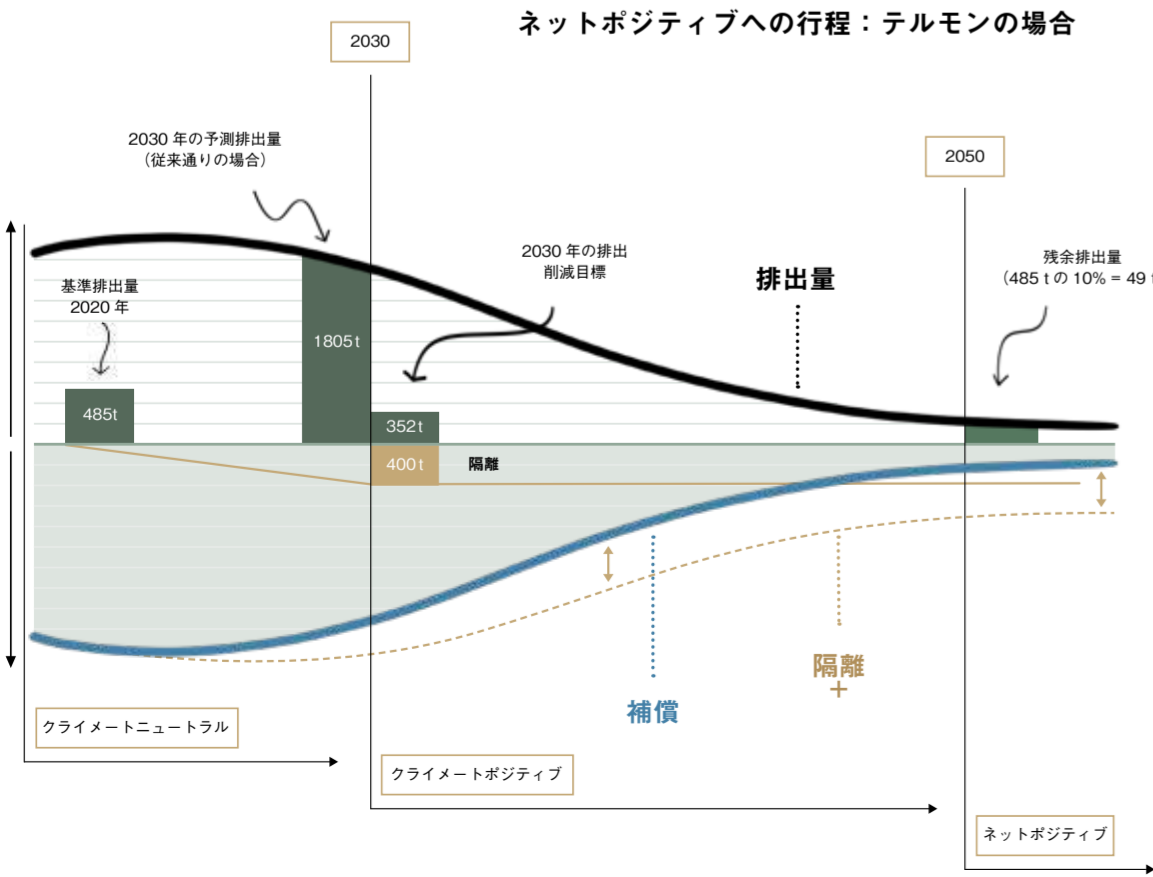 ネットポジティブへの行程：テルモンの場合
2030
2030 年の予測排出量
（従来通りの場合）
2050
基準排出量
2020 年
2030 年の排出
削減目標
排出量
残余排出量
（485 t の 10% = 49 t
1805 t
485t
352 t
400 t
隔離
隔離
+
補償
クライメートニュートラル
クライメートポジティブ
ネットポジティブ